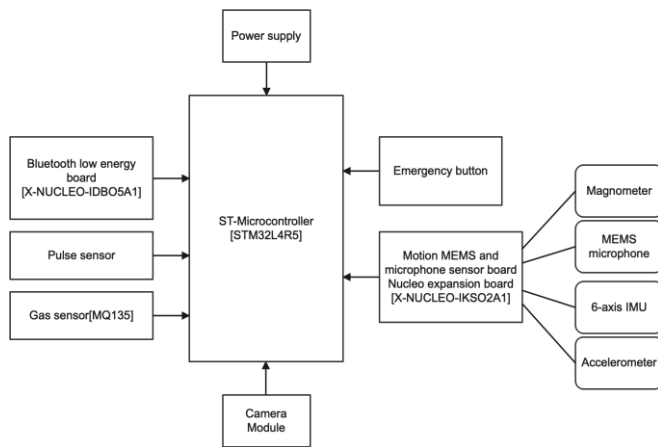 Power supply
Bluetooth low energy
board
[X-NUCLEO-IDBO5A1]
Pulse sensor
Gas sensor[MQ135]
ST-Microcontroller
[STM32L4R5]
Emergency button
Motion MEMS and
microphone sensor board
Nucleo expansion board
[X-NUCLEO-IKSO2A1]
Magnometer
MEMS
microphone
6-axis IMU
Accelerometer
Camera
Module